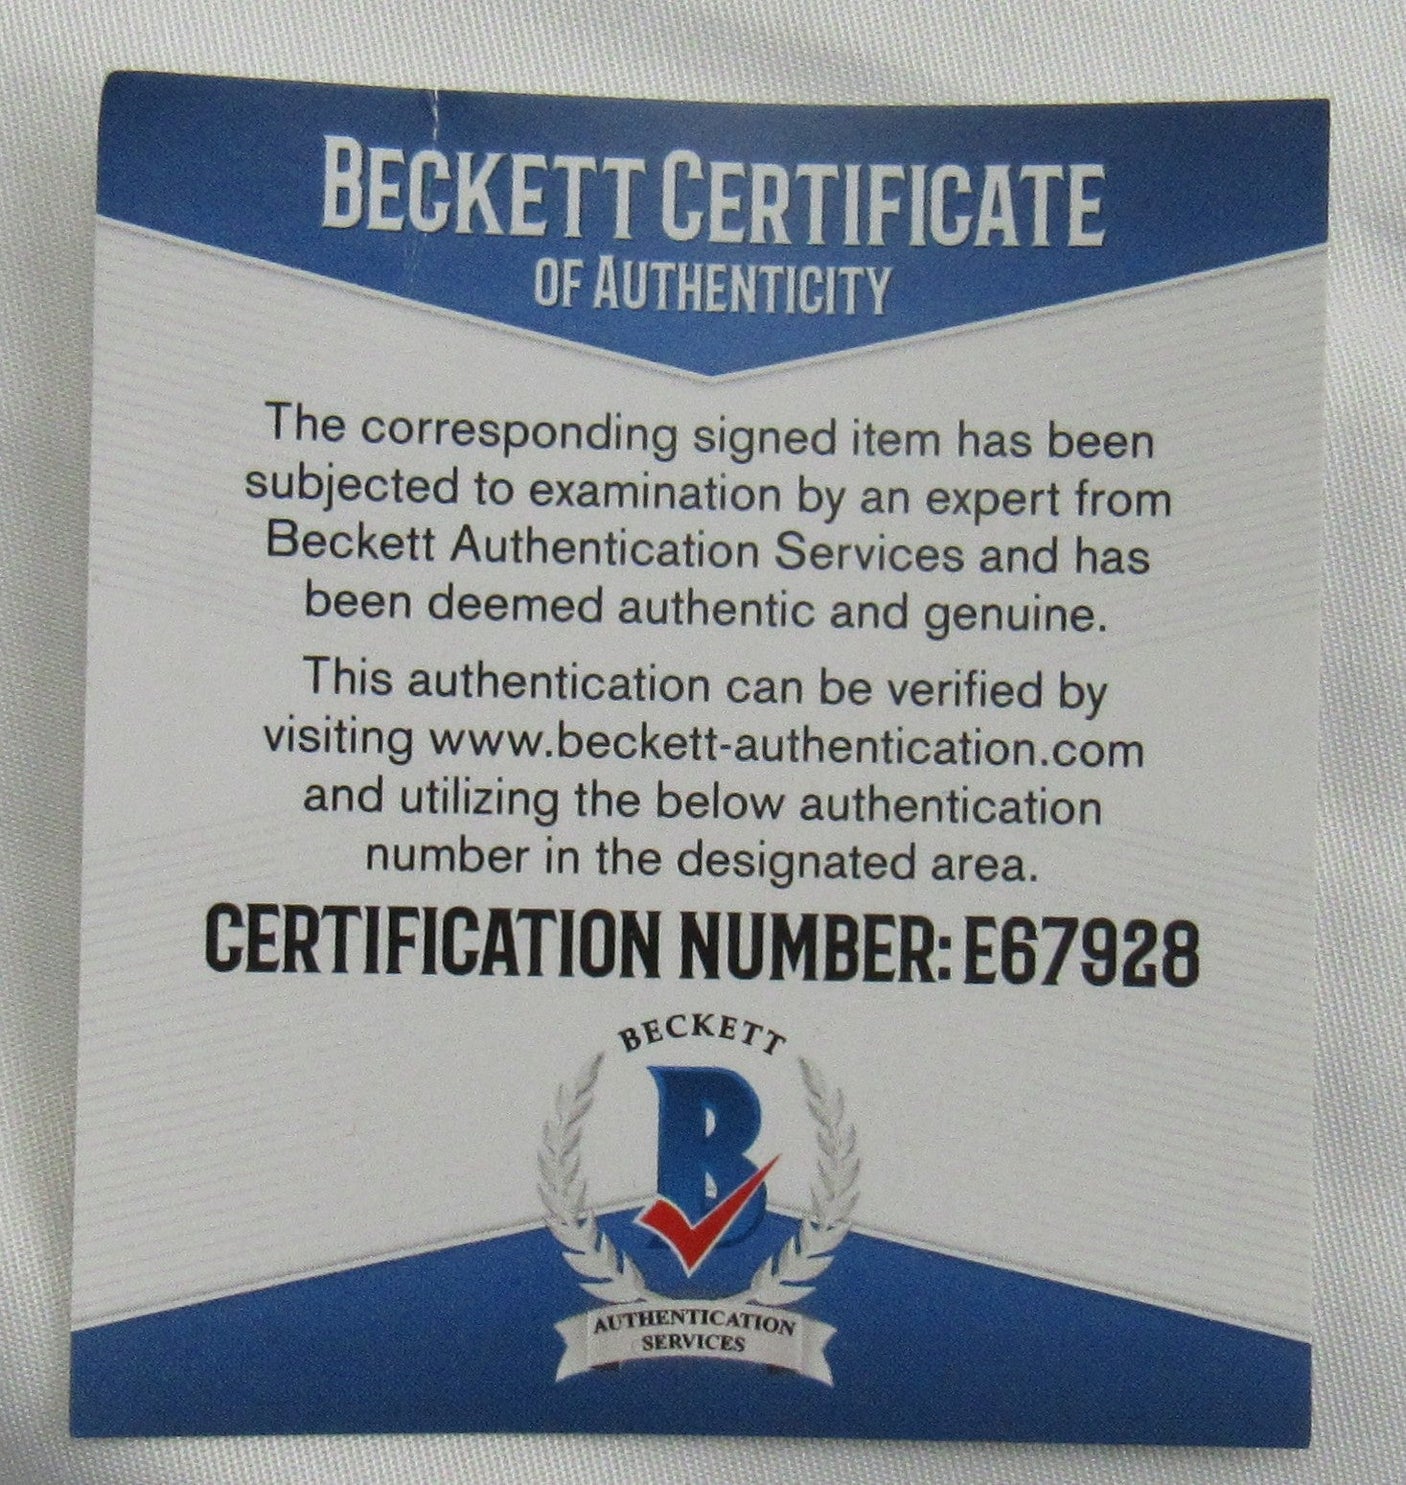 BECKETT CERTIFICATE
OF AUTHENTICITY
The corresponding signed item has been
subjected to examination by an expert from
Beckett Authentication Services and has
been deemed authentic and genuine.
This authentication can be verified by
visiting www.beckett-authentication.com
and utilizing the below authentication
number in the designated area.
CERTIFICATION NUMBER: E67928
BECKETT
B
AUTHENTICATION
SERVICES